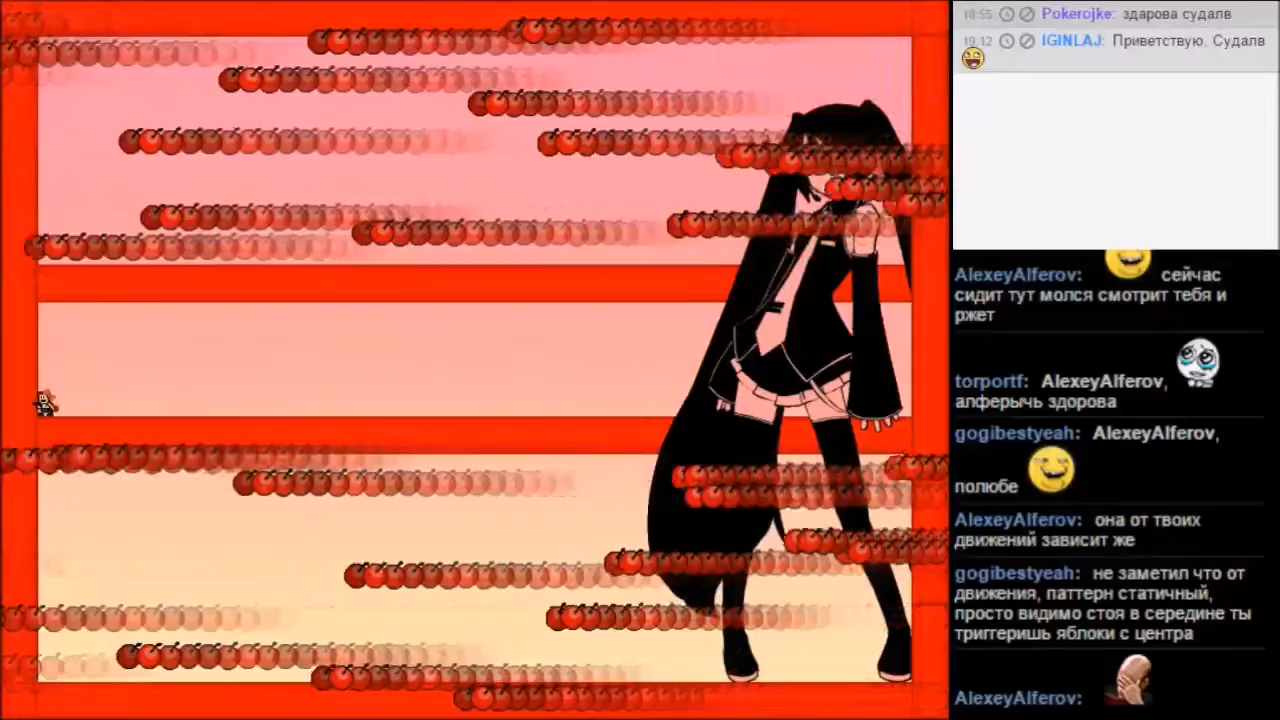 18:55 Pokerojke: здарова судалв
19:12 IGINLAJ: Приветствую, Судалв
AlexeyAlferov: сейчас
сидит тут молся смотрит тебя и
ржет
torportf: AlexeyAlferov,
алферыч здорова
gogibestyeah: AlexeyAlferov,
полюбе
AlexeyAlferov: она от твоих
движений зависит же
gogibestyeah: не заметил что от
движения, паттерн статичный,
просто видимо стоя в середине ты
триггеришь яблоки с центра
AlexeyAlferov: